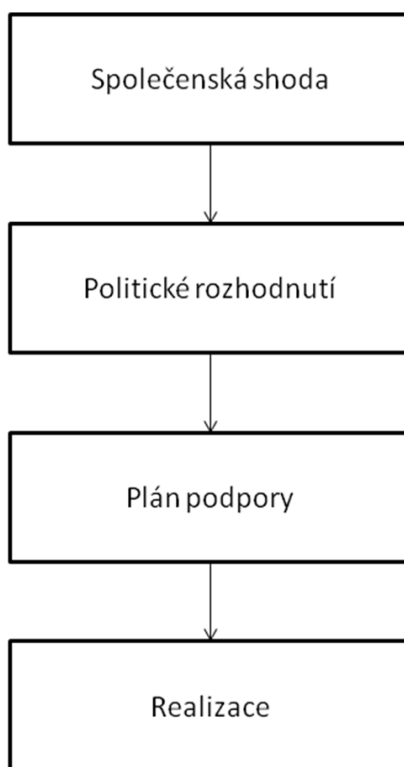 Společenská shoda
Politické rozhodnutí
Plán podpory
Realizace